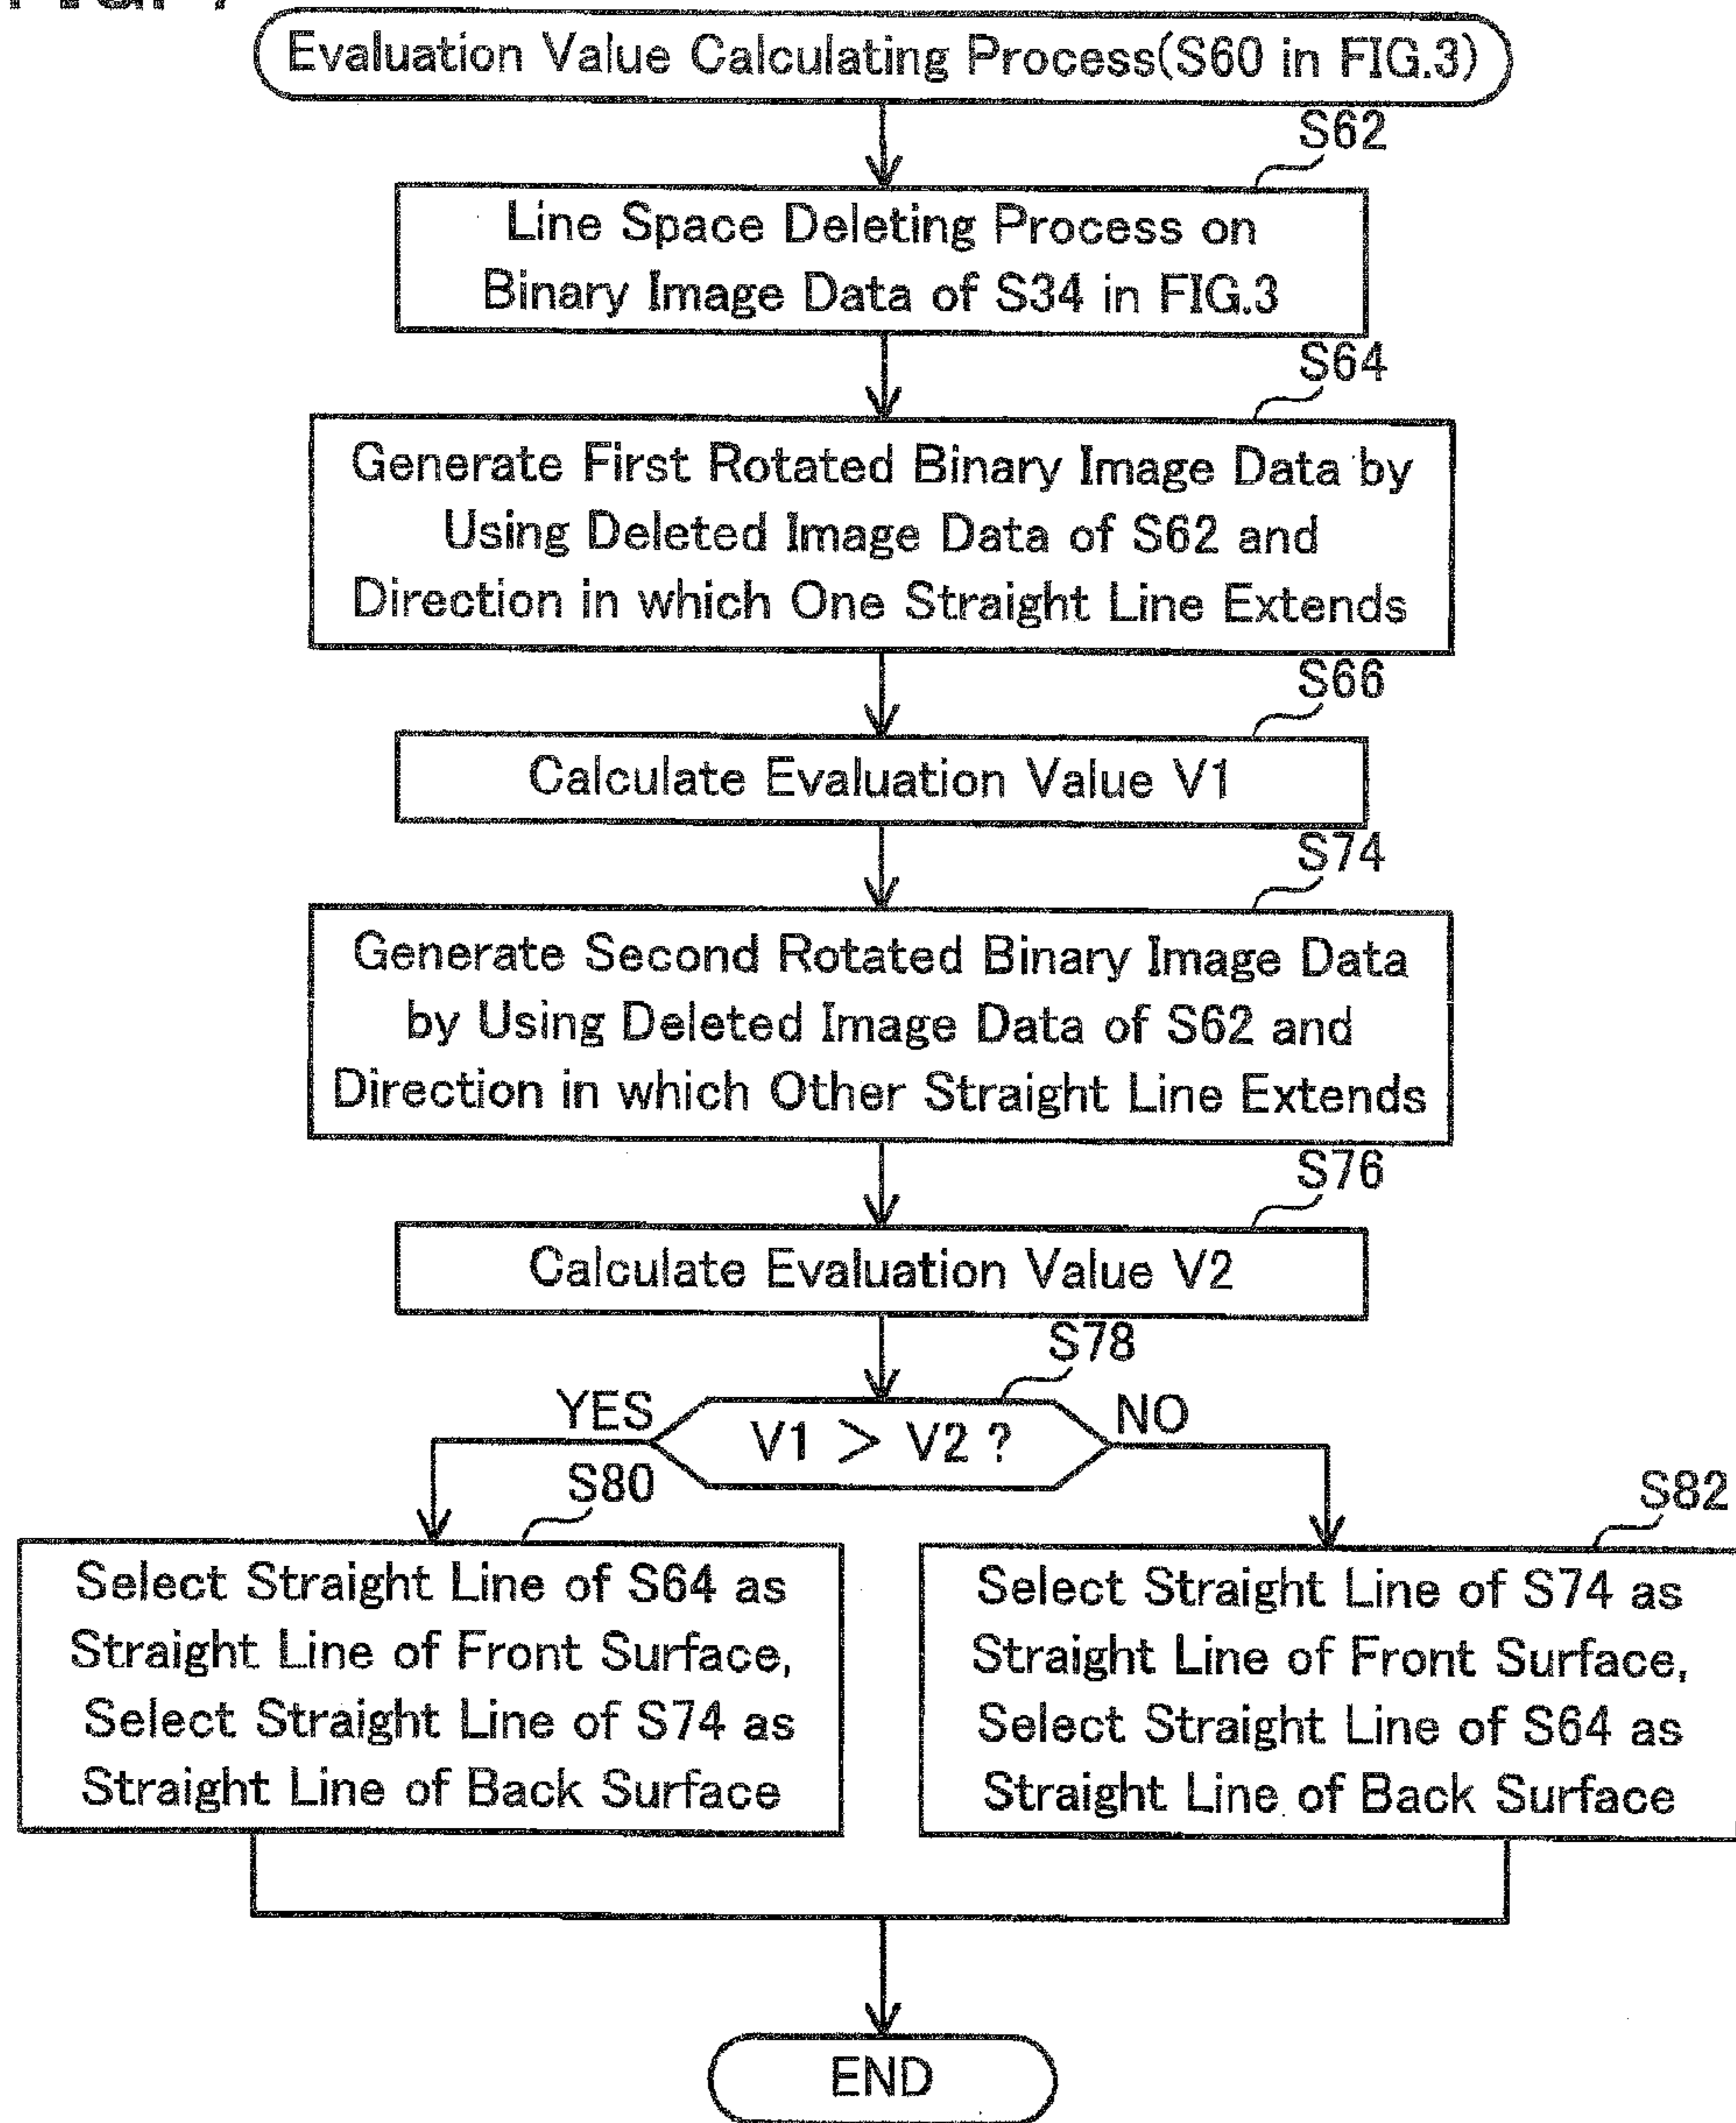 Evaluation Value Calculating Process(S60 in FIG.3)
S62
Line Space Deleting Process on
Binary Image Data of S34 in FIG.3
S64
Generate First Rotated Binary Image Data by
Using Deleted Image Data of S62 and
Direction in which One Straight Line Extends
S66
Calculate Evaluation Value V1
S74
Generate Second Rotated Binary Image Data
by Using Deleted Image Data of S62 and
Direction in which Other Straight Line Extends
S76
Calculate Evaluation Value V2
S78
YES
V1 > V2 ?
NO
S80
Select Straight Line of S64 as
Straight Line of Front Surface,
Select Straight Line of S74 as
Straight Line of Back Surface
S82
Select Straight Line of S74 as
Straight Line of Front Surface,
Select Straight Line of S64 as
Straight Line of Back Surface
END